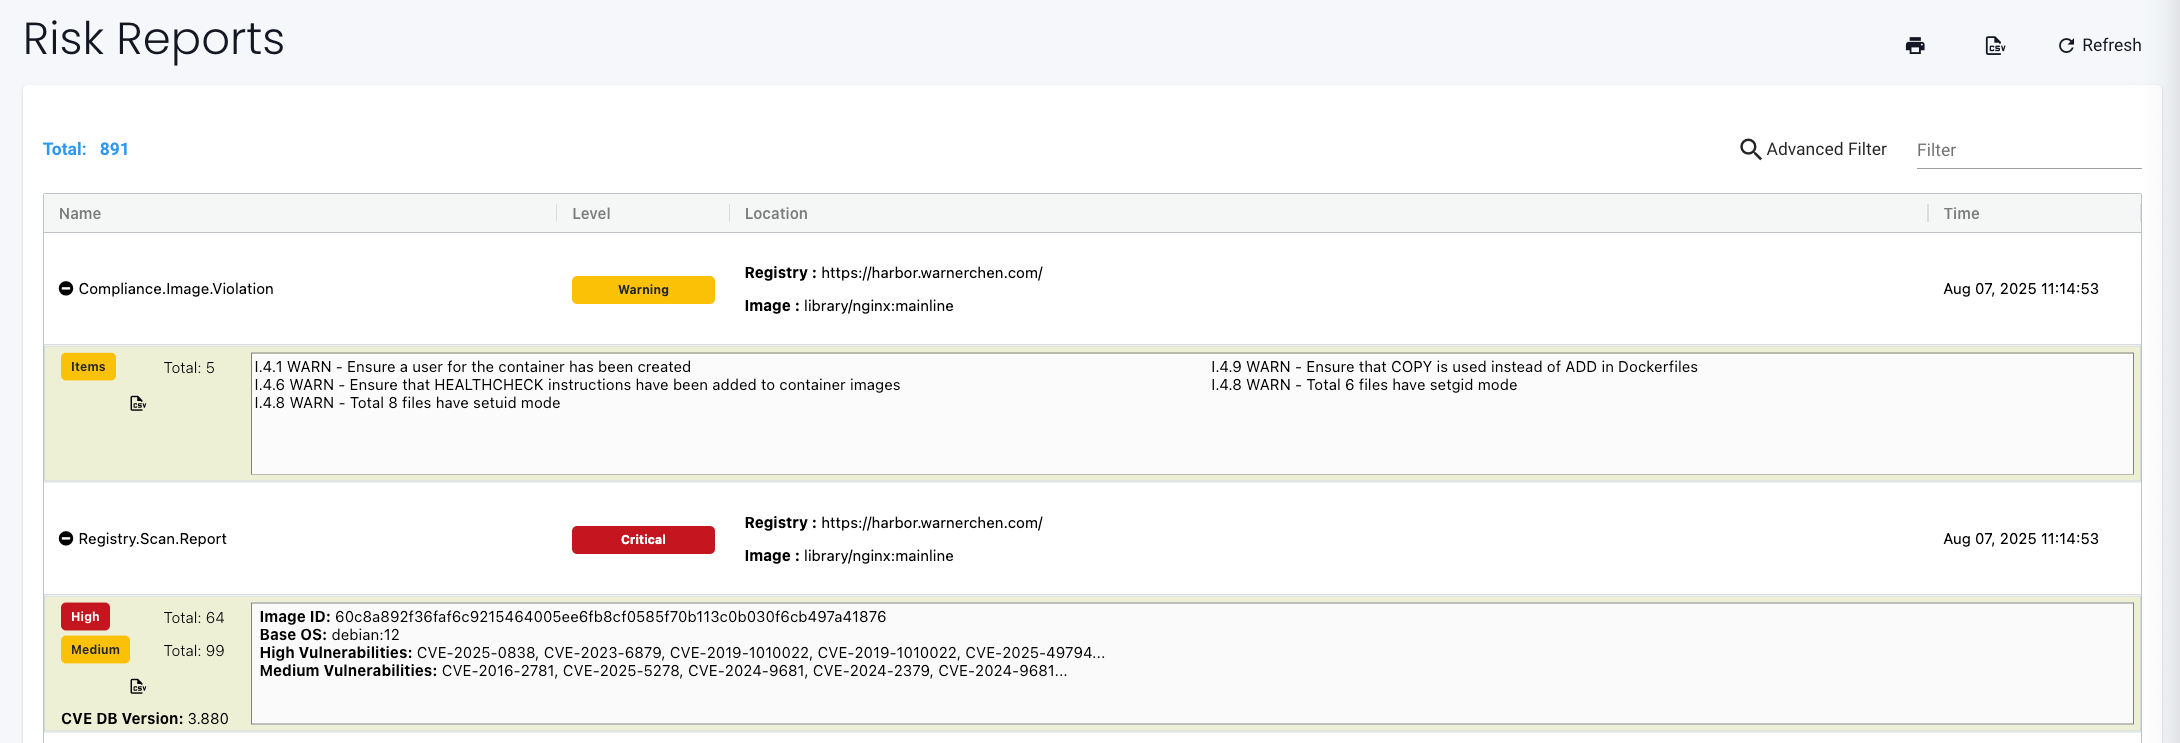 Risk Reports
CSV
Refresh
Total: 891
Advanced Filter
Filter
Name
Level
Location
Time
Compliance.Image.Violation
Warning
Registry : https://harbor.warnerchen.com/
Image : library/nginx:mainline
Aug 07, 2025 11:14:53
Items
Total: 5
CSV
I.4.1 WARN - Ensure a user for the container has been created
I.4.9 WARN - Ensure that COPY is used instead of ADD in Dockerfiles
I.4.6 WARN - Ensure that HEALTHCHECK instructions have been added to container images
I.4.8 WARN - Total 6 files have setgid mode
I.4.8 WARN - Total 8 files have setuid mode
Registry.Scan.Report
Critical
Registry : https://harbor.warnerchen.com/
Image : library/nginx:mainline
Aug 07, 2025 11:14:53
High
Total: 64
Medium
Total: 99
CSV
CVE DB Version: 3.880
Image ID: 60c8a892f36faf6c9215464005ee6fb8cf0585f70b113c0b030f6cb497a41876
Base OS: debian:12
High Vulnerabilities: CVE-2025-0838, CVE-2023-6879, CVE-2019-1010022, CVE-2019-1010022, CVE-2025-49794...
Medium Vulnerabilities: CVE-2016-2781, CVE-2025-5278, CVE-2024-9681, CVE-2024-2379, CVE-2024-9681...